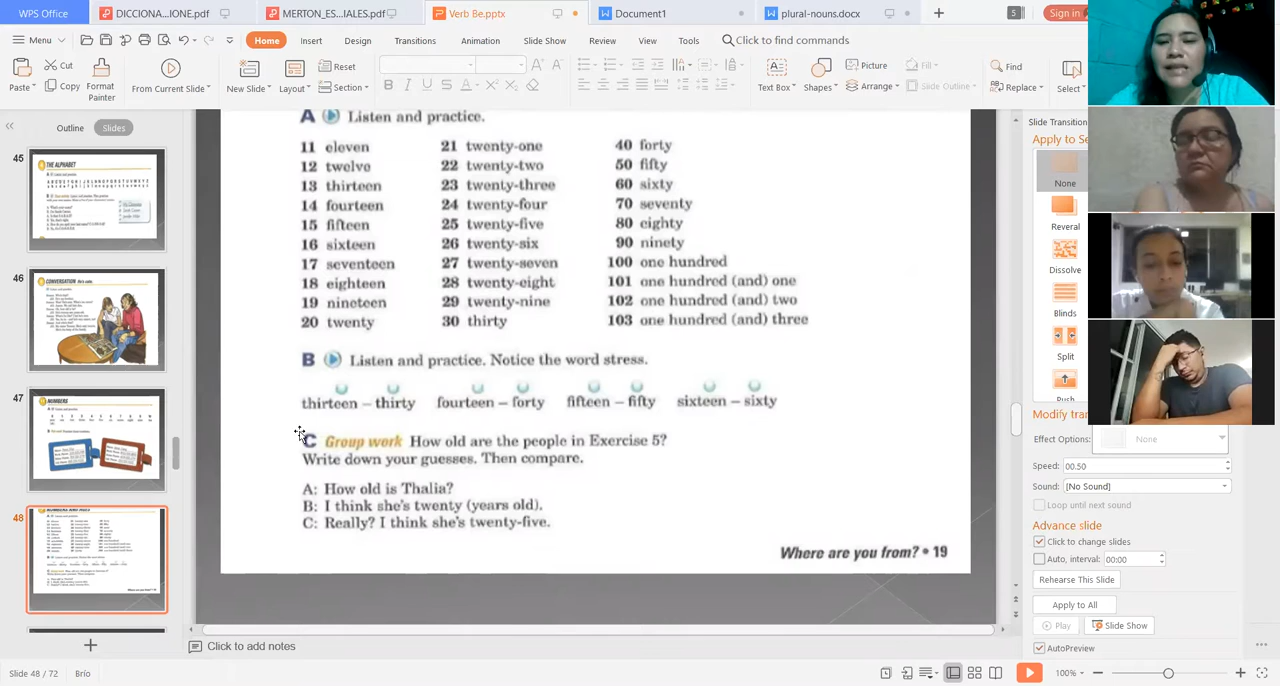 WPS Office
DICCIONA...IONE.pdf
MERTON_ES...IALES.pdf
Verb Be.pptx
Document1
plural-nouns.docx
Sign in
Menu
Home
Insert
Design
Transitions
Animation
Slide Show
Review
View
Tools
Click to find commands
Paste
Cut
Copy
Format Painter
From Current Slide
New Slide
Layout
Reset
Section
Text Box
Shapes
Picture
Arrange
Fill
Slide Outline
Find
Replace
Select
Outline
Slides
45
THE ALPHABET
46
CONVERSATION
47
NUMBERS
48
A Listen and practice.
11 eleven 21 twenty-one 40 forty
12 twelve 22 twenty-two 50 fifty
13 thirteen 23 twenty-three 60 sixty
14 fourteen 24 twenty-four 70 seventy
15 fifteen 25 twenty-five 80 eighty
16 sixteen 26 twenty-six 90 ninety
17 seventeen 27 twenty-seven 100 one hundred
18 eighteen 28 twenty-eight 101 one hundred (and) one
19 nineteen 29 twenty-nine 102 one hundred (and) two
20 twenty 30 thirty 103 one hundred (and) three
B Listen and practice. Notice the word stress.
thirteen – thirty fourteen – forty fifteen – fifty sixteen – sixty
C Group work How old are the people in Exercise 5?
Write down your guesses. Then compare.
A: How old is Thalia?
B: I think she's twenty (years old).
C: Really? I think she's twenty-five.
Where are you from? • 19
Slide Transition
Apply to Se
None
Reveral
Dissolve
Blinds
Split
Push
Modify tran
Effect Options:
None
Speed: 00.50
Sound: [No Sound]
Loop until next sound
Advance slide
Click to change slides
Auto, interval: 00:00
Rehearse This Slide
Apply to All
Play
Slide Show
AutoPreview
Click to add notes
Slide 48 / 72
Brío
100%